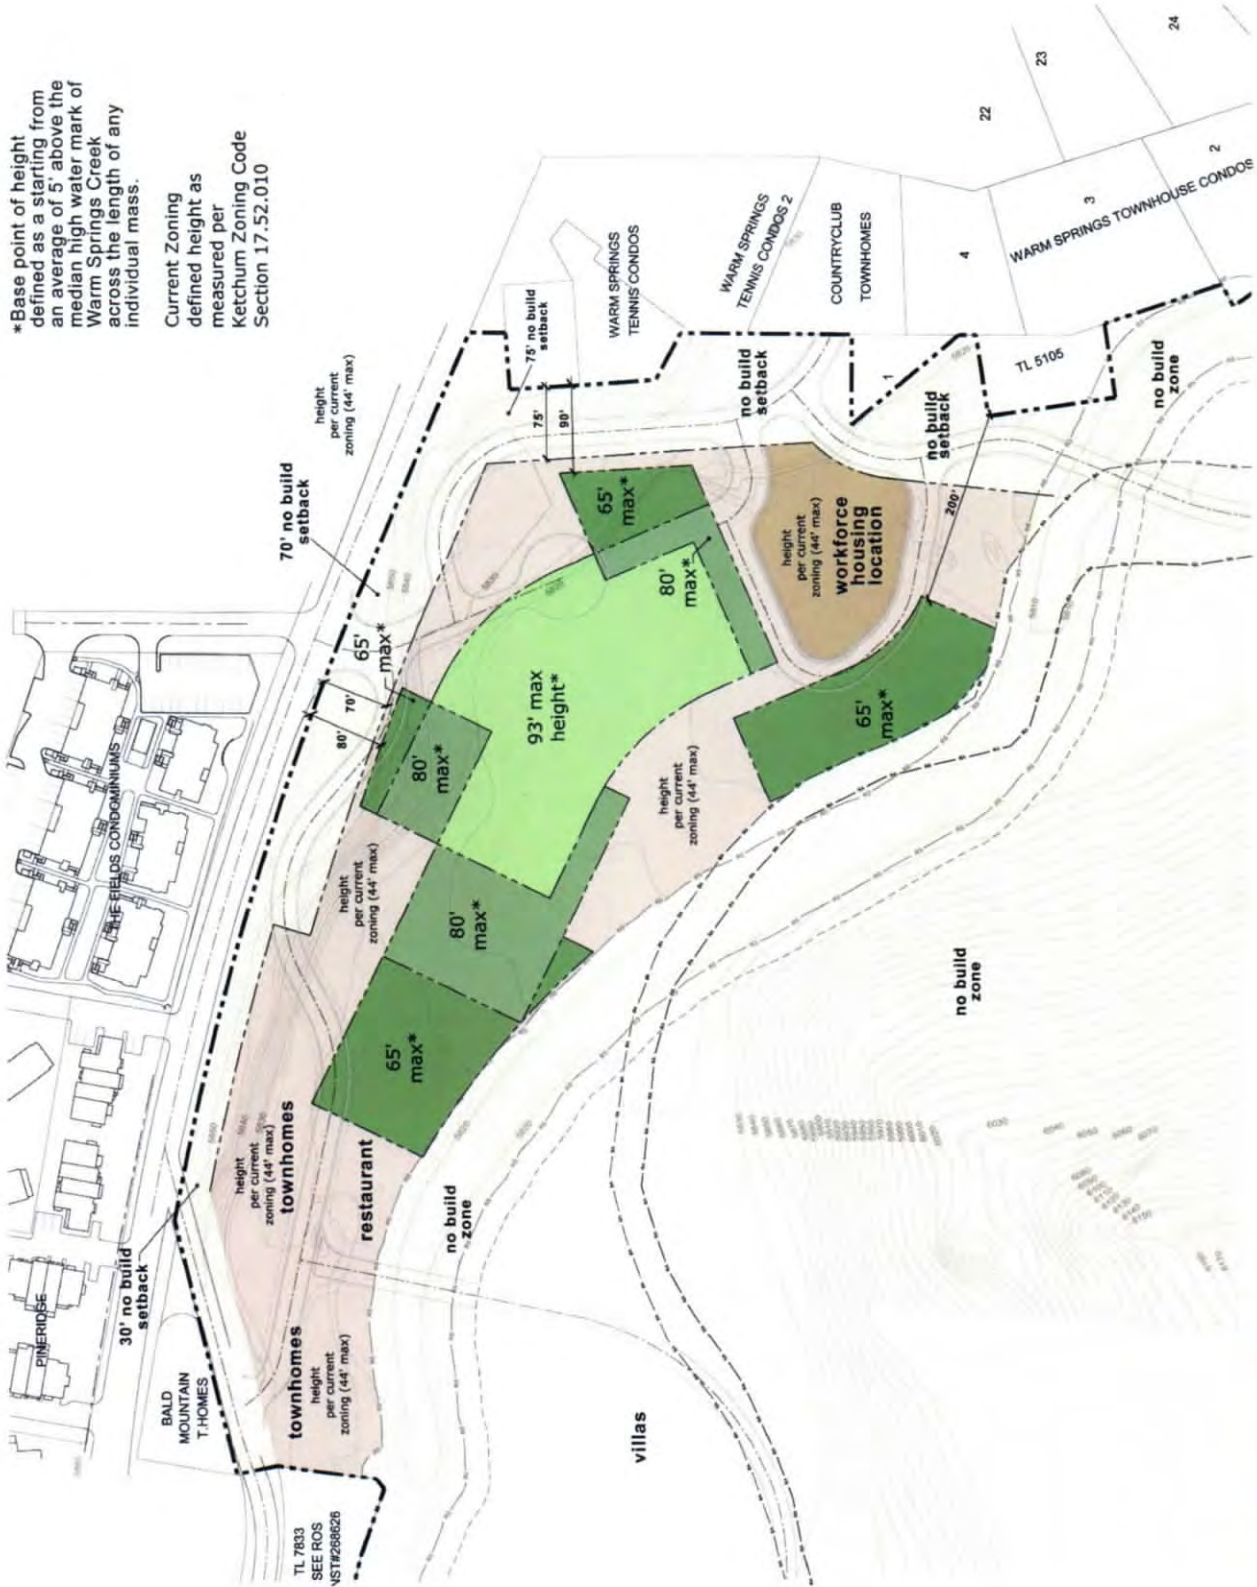 *Base point of height
defined as a starting from
an average of 5' above the
median high water mark of
Warm Springs Creek
across the length of any
individual mass.
Current Zoning
defined height as
measured per
Ketchum Zoning Code
Section 17.52.010
PINERIDGE
THE FIELDS CONDOMINIUMS
BALD
MOUNTAIN
T.HOMES
TL 7833
SEE ROS
NST#268626
30' no build
setback
70' no build
setback
height
per current
zoning (44' max)
75' no build
setback
WARM SPRINGS
TENNIS CONDOS
WARM SPRINGS
TENNIS CONDOS 2
COUNTRYCLUB
TOWNHOMES
WARM SPRINGS TOWNHOUSE CONDOS
22
23
24
4
3
2
1
TL 5105
no build
setback
no build
setback
no build
zone
75'
90'
70'
80'
200'
65'
max*
80'
max*
93' max
height*
65'
max*
80'
max*
80'
max*
65'
max*
65'
max*
height
per current
zoning (44' max)
workforce
housing
location
height
per current
zoning (44' max)
height
per current
zoning (44' max)
height
per current
zoning (44' max)
townhomes
restaurant
townhomes
height
per current
zoning (44' max)
no build
zone
villas
no build
zone